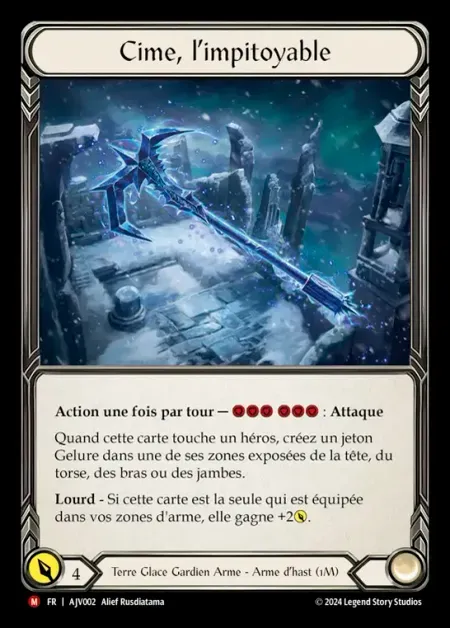 Cime, l'impitoyable
Action une fois par tour — : Attaque
Quand cette carte touche un héros, créez un jeton
Gelure dans une de ses zones exposées de la tête, du
torse, des bras ou des jambes.
Lourd - Si cette carte est la seule qui est équipée
dans vos zones d'arme, elle gagne +2.
4
Terre Glace Gardien Arme - Arme d'hast (1M)
M FR | AJV002 Alief Rusdiatama
© 2024 Legend Story Studios